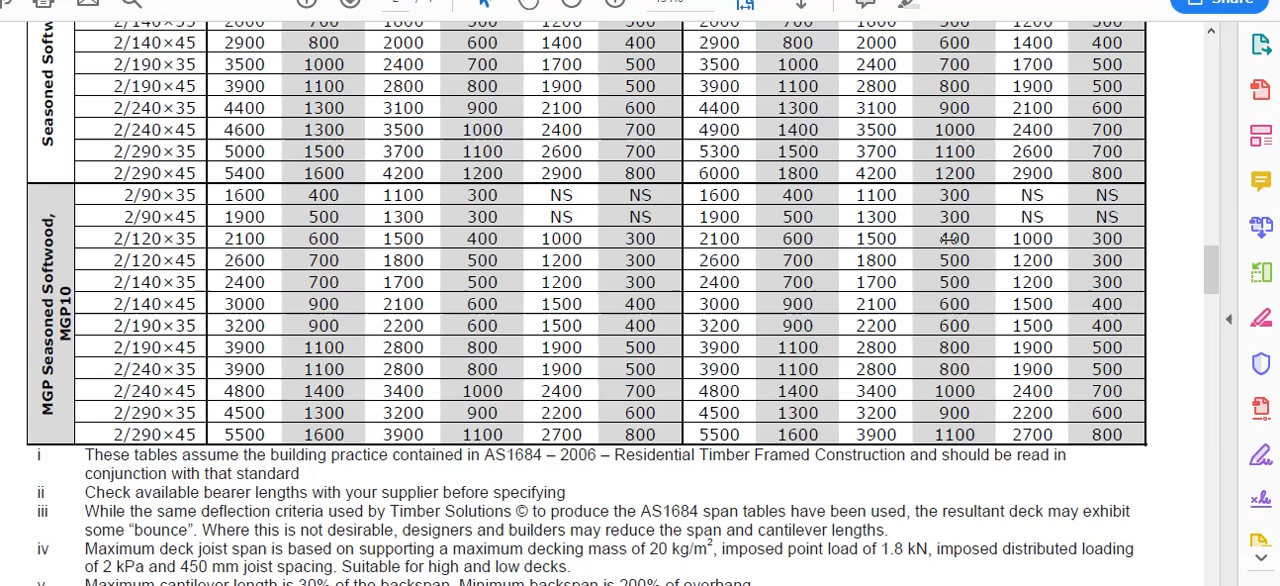 Share
2/140×45 2900 800 2000 600 1400 400 2900 800 2000 600 1400 400
2/190×35 3500 1000 2400 700 1700 500 3500 1000 2400 700 1700 500
2/190×45 3900 1100 2800 800 1900 500 3900 1100 2800 800 1900 500
2/240×35 4400 1300 3100 900 2100 600 4400 1300 3100 900 2100 600
2/240×45 4600 1300 3500 1000 2400 700 4900 1400 3500 1000 2400 700
2/290×35 5000 1500 3700 1100 2600 700 5300 1500 3700 1100 2600 700
2/290×45 5400 1600 4200 1200 2900 800 6000 1800 4200 1200 2900 800
Seasoned Softw
MGP Seasoned Softwood,
MGP10
2/90×35 1600 400 1100 300 NS NS 1600 400 1100 300 NS NS
2/90×45 1900 500 1300 300 NS NS 1900 500 1300 300 NS NS
2/120×35 2100 600 1500 400 1000 300 2100 600 1500 400 1000 300
2/120×45 2600 700 1800 500 1200 300 2600 700 1800 500 1200 300
2/140×35 2400 700 1700 500 1200 300 2400 700 1700 500 1200 300
2/140×45 3000 900 2100 600 1500 400 3000 900 2100 600 1500 400
2/190×35 3200 900 2200 600 1500 400 3200 900 2200 600 1500 400
2/190×45 3900 1100 2800 800 1900 500 3900 1100 2800 800 1900 500
2/240×35 3900 1100 2800 800 1900 500 3900 1100 2800 800 1900 500
2/240×45 4800 1400 3400 1000 2400 700 4800 1400 3400 1000 2400 700
2/290×35 4500 1300 3200 900 2200 600 4500 1300 3200 900 2200 600
2/290×45 5500 1600 3900 1100 2700 800 5500 1600 3900 1100 2700 800
i These tables assume the building practice contained in AS1684 – 2006 – Residential Timber Framed Construction and should be read in
conjunction with that standard
ii Check available bearer lengths with your supplier before specifying
iii While the same deflection criteria used by Timber Solutions © to produce the AS1684 span tables have been used, the resultant deck may exhibit
some “bounce”. Where this is not desirable, designers and builders may reduce the span and cantilever lengths.
iv Maximum deck joist span is based on supporting a maximum decking mass of 20 kg/m², imposed point load of 1.8 kN, imposed distributed loading
of 2 kPa and 450 mm joist spacing. Suitable for high and low decks.
v Maximum cantilever length is 30% of the backspan. Minimum backspan is 200% of overhang